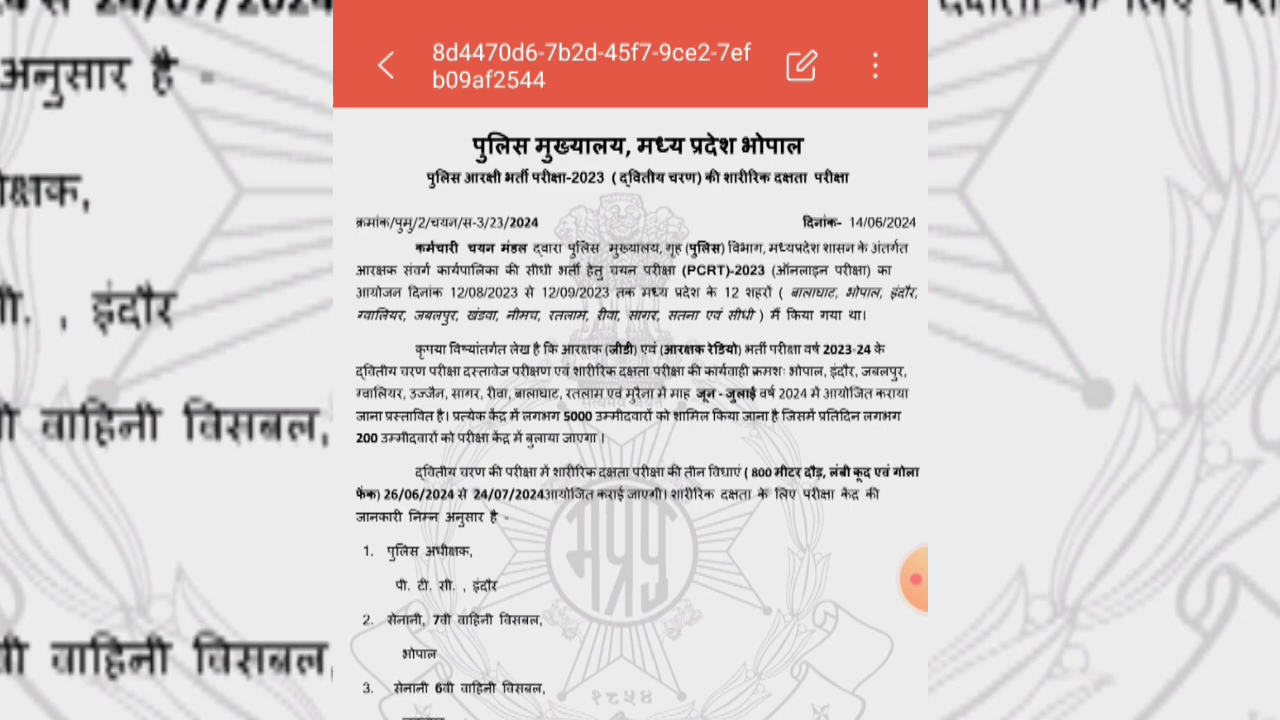 8d4470d6-7b2d-45f7-9ce2-7ef
b09af2544
पुलिस मुख्यालय, मध्य प्रदेश भोपाल
पुलिस आरक्षी भर्ती परीक्षा-2023 ( द्वितीय चरण) की शारीरिक दक्षता परीक्षा
क्रमांक/पुमु/2/चयन/स-3/23/2024 दिनांक- 14/06/2024
कर्मचारी चयन मंडल द्वारा पुलिस मुख्यालय, गृह (पुलिस) विभाग, मध्यप्रदेश शासन के अंतर्गत
आरक्षक संवर्ग कार्यपालिका की सीधी भर्ती हेतु चयन परीक्षा (PCRT)-2023 (ऑनलाइन परीक्षा) का
आयोजन दिनांक 12/08/2023 से 12/09/2023 तक मध्य प्रदेश के 12 शहरों ( बालाघाट, भोपाल, इंदौर,
ग्वालियर, जबलपुर, खंडवा, नीमच, रतलाम, रीवा, सागर, सतना एवं सीधी ) में किया गया था।
कृपया विष्यांतर्गत लेख है कि आरक्षक (जीडी) एवं (आरक्षक रेडियो) भर्ती परीक्षा वर्ष 2023-24 के
द्वितीय चरण परीक्षा दस्तावेज परीक्षण एवं शारीरिक दक्षता परीक्षा की कार्यवाही क्रमशः भोपाल, इंदौर, जबलपुर,
ग्वालियर, उज्जैन, सागर, रीवा, बालाघाट, रतलाम एवं मुरैना में माह जून - जुलाई वर्ष 2024 में आयोजित कराया
जाना प्रस्तावित है। प्रत्येक केंद्र में लगभग 5000 उम्मीदवारों को शामिल किया जाना है जिसमें प्रतिदिन लगभग
200 उम्मीदवारों को परीक्षा केंद्र में बुलाया जाएगा ।
द्वितीय चरण की परीक्षा में शारीरिक दक्षता परीक्षा की तीन विधाएं ( 800 मीटर दौड़, लंबी कूद एवं गोला
फेंक) 26/06/2024 से 24/07/2024आयोजित कराई जाएगी। शारीरिक दक्षता के लिए परीक्षा केंद्र की
जानकारी निम्न अनुसार है -
1. पुलिस अधीक्षक,
पी. टी. सी. , इंदौर
2. सेनानी, 7वी वाहिनी विसबल,
भोपाल
3. सेनानी 6वी वाहिनी विसबल,
मप्रपु
१८५४